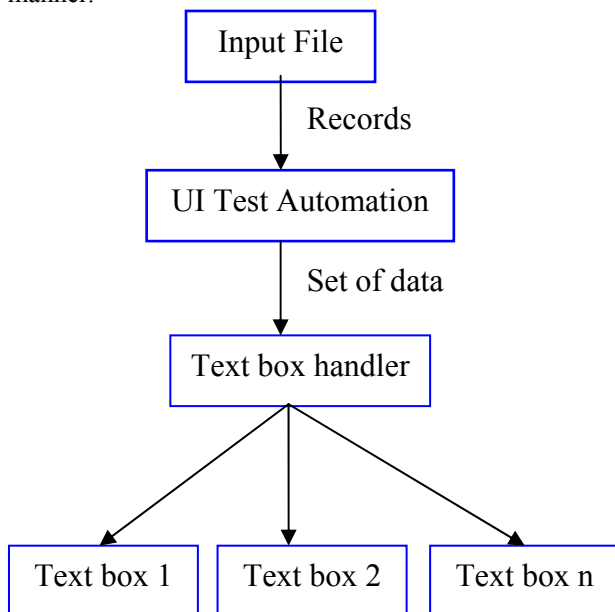 manner.
Input File
Records
UI Test Automation
Set of data
Text box handler
Text box 1
Text box 2
Text box n